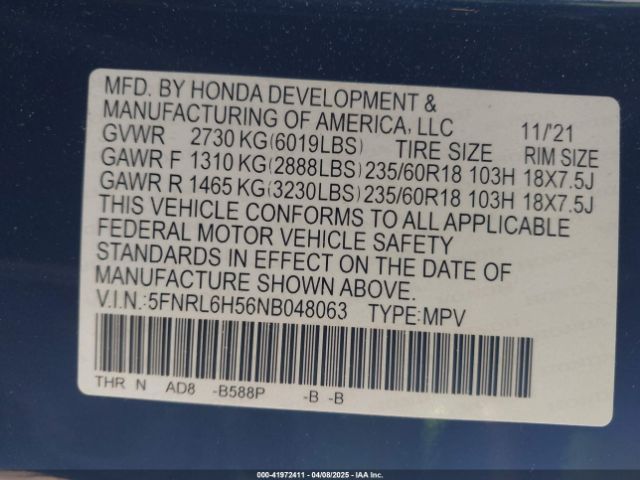 MFD. BY HONDA DEVELOPMENT &
MANUFACTURING OF AMERICA, LLC 11/'21
GVWR 2730 KG(6019LBS) TIRE SIZE RIM SIZE
GAWR F 1310 KG(2888LBS) 235/60R18 103H 18X7.5J
GAWR R 1465 KG(3230LBS) 235/60R18 103H 18X7.5J
THIS VEHICLE CONFORMS TO ALL APPLICABLE
FEDERAL MOTOR VEHICLE SAFETY
STANDARDS IN EFFECT ON THE DATE OF
MANUFACTURE SHOWN ABOVE.
V.I.N.:5FNRL6H56NB048063 TYPE:MPV
THR N AD8 -B588P -B -B
000-41972411 - 04/08/2025 - IAA Inc.